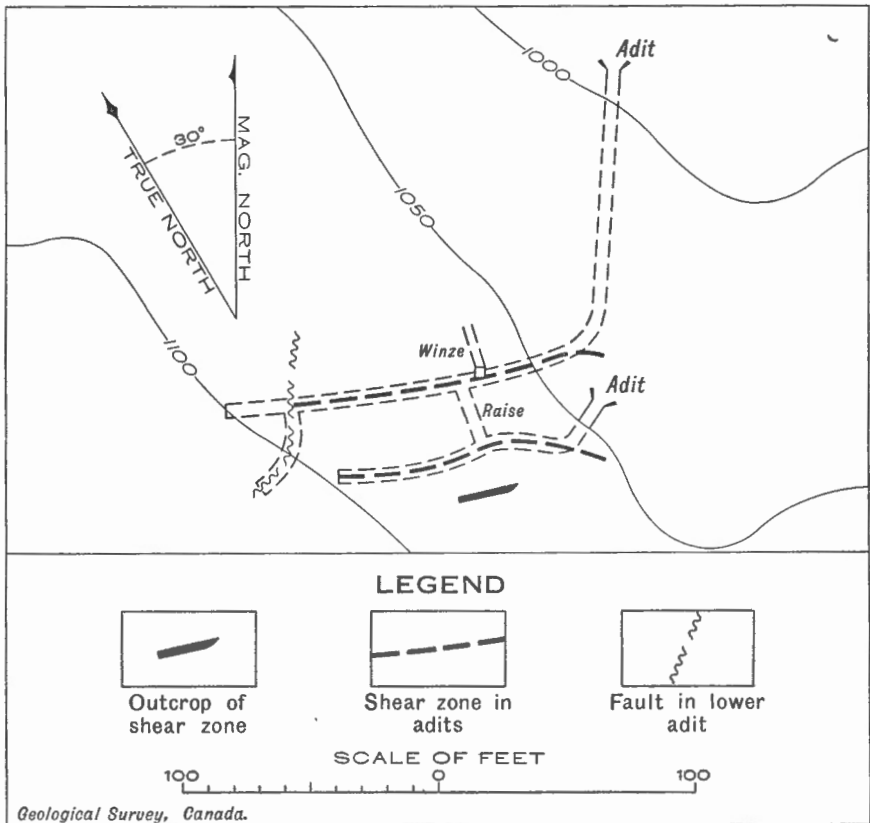 Adit
1000
30°
MAG. NORTH
TRUE NORTH
1050
1100
Winze
Adit
Raise
LEGEND
Outcrop of
shear zone
Shear zone in
adits
Fault in lower
adit
SCALE OF FEET
100 0 100
Geological Survey, Canada.